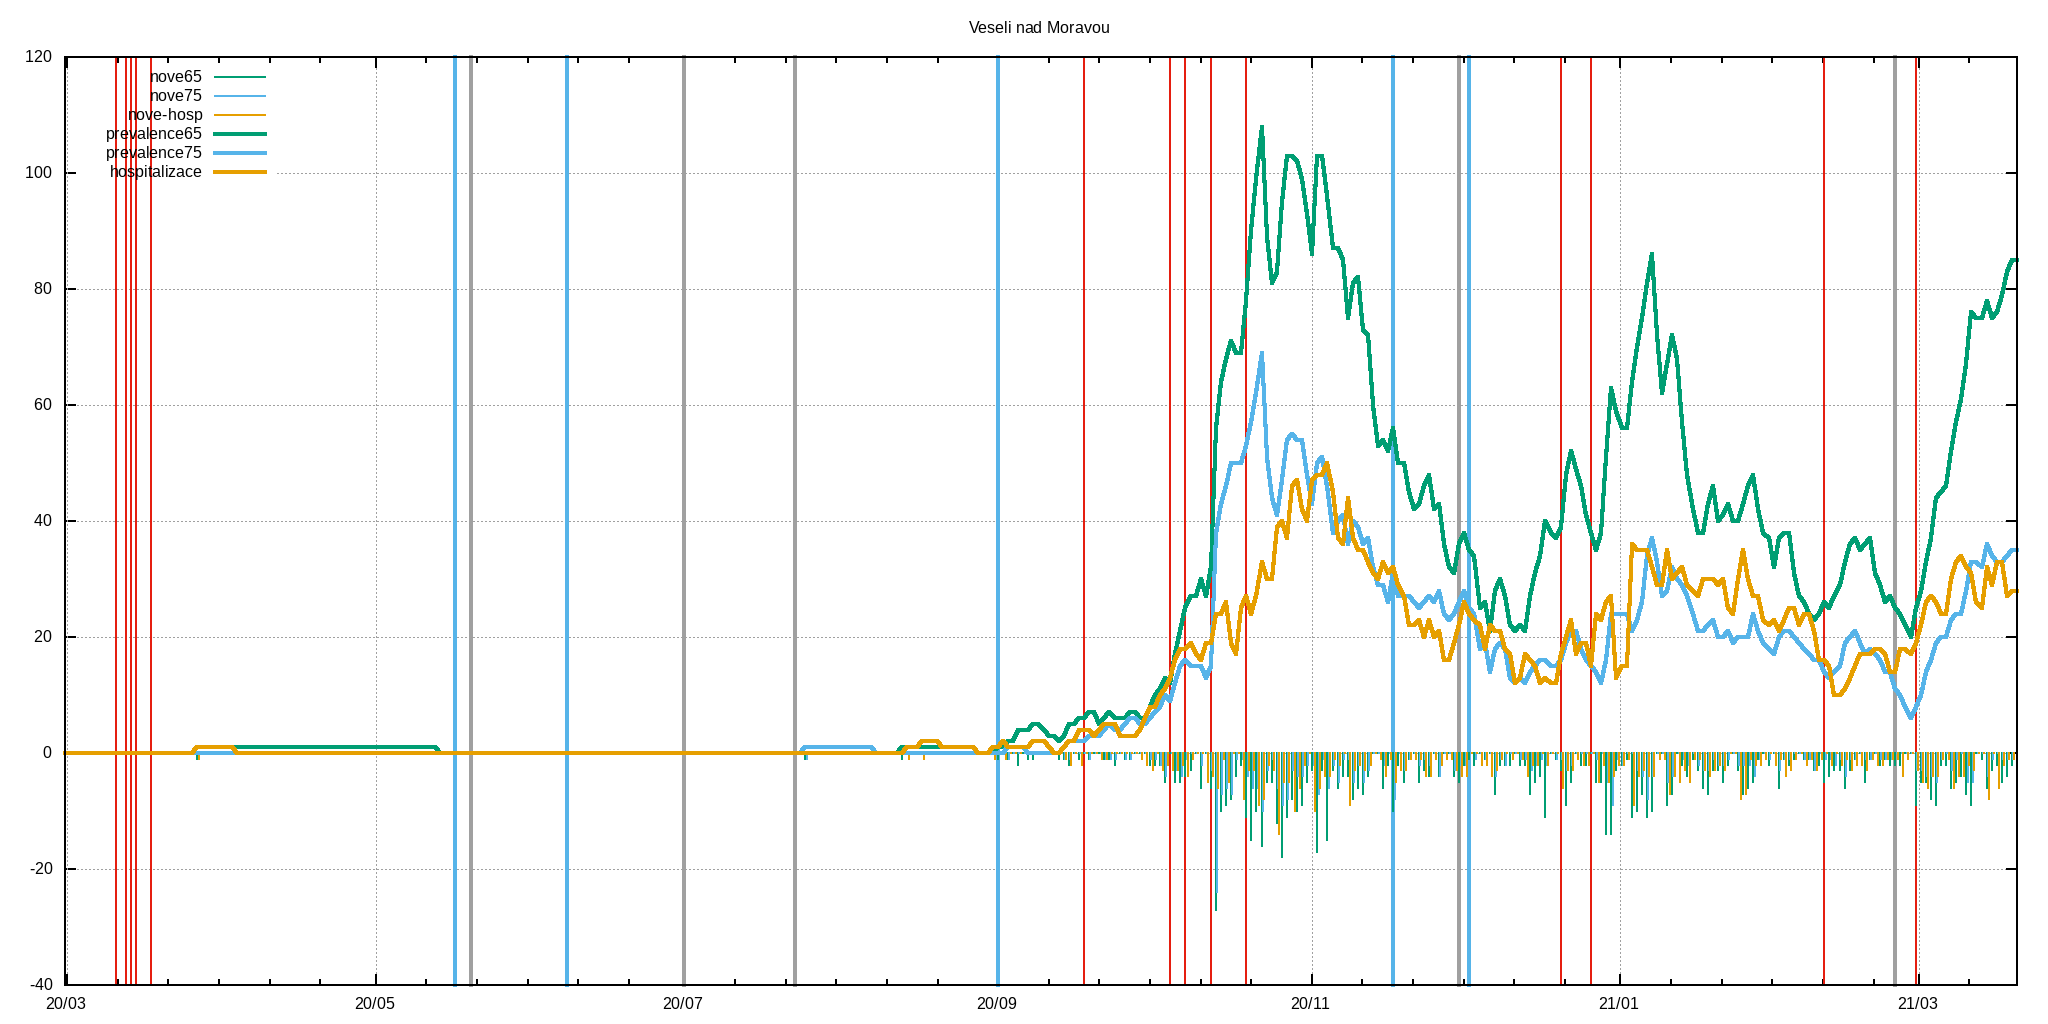 Veseli nad Moravou
120
100
80
60
40
20
0
-20
-40
nove65
nove75
nove-hosp
prevalence65
prevalence75
hospitalizace
20/03 20/05 20/07 20/09 20/11 21/01 21/03